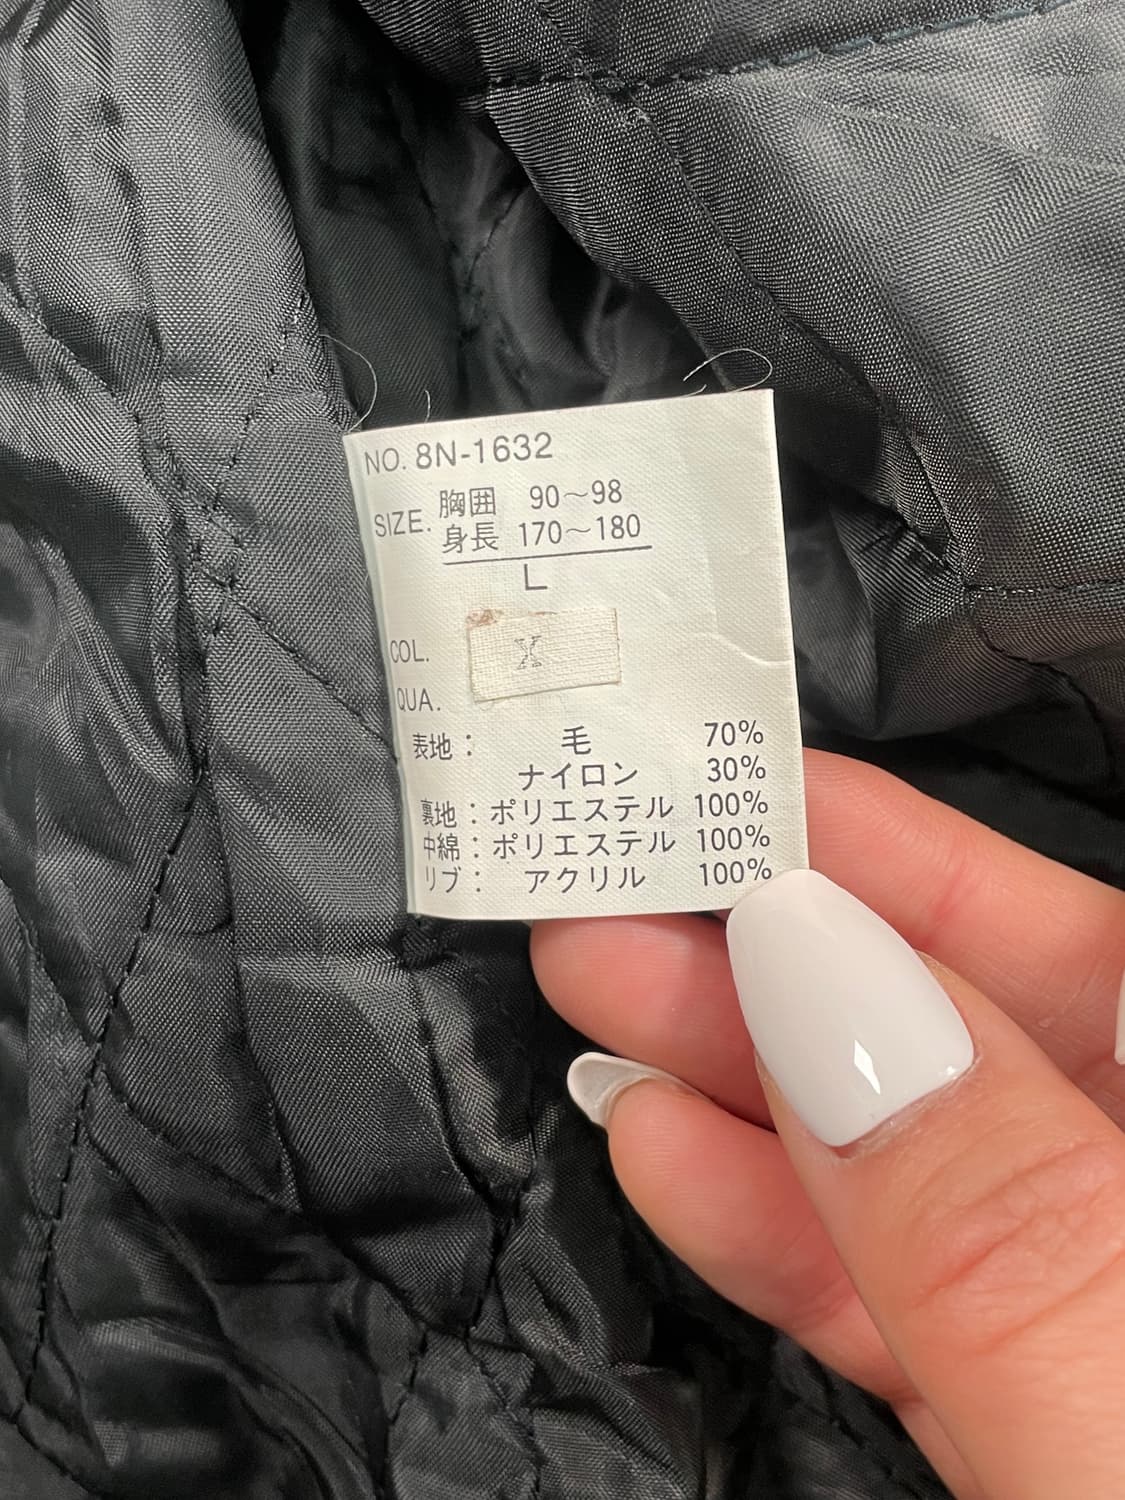 NO. 8N-1632
SIZE. 胸囲 90〜98
身長 170〜180
L
COL. X
QUA.
表地: 毛 70%
ナイロン 30%
裏地:ポリエステル 100%
中綿:ポリエステル 100%
リブ: アクリル 100%